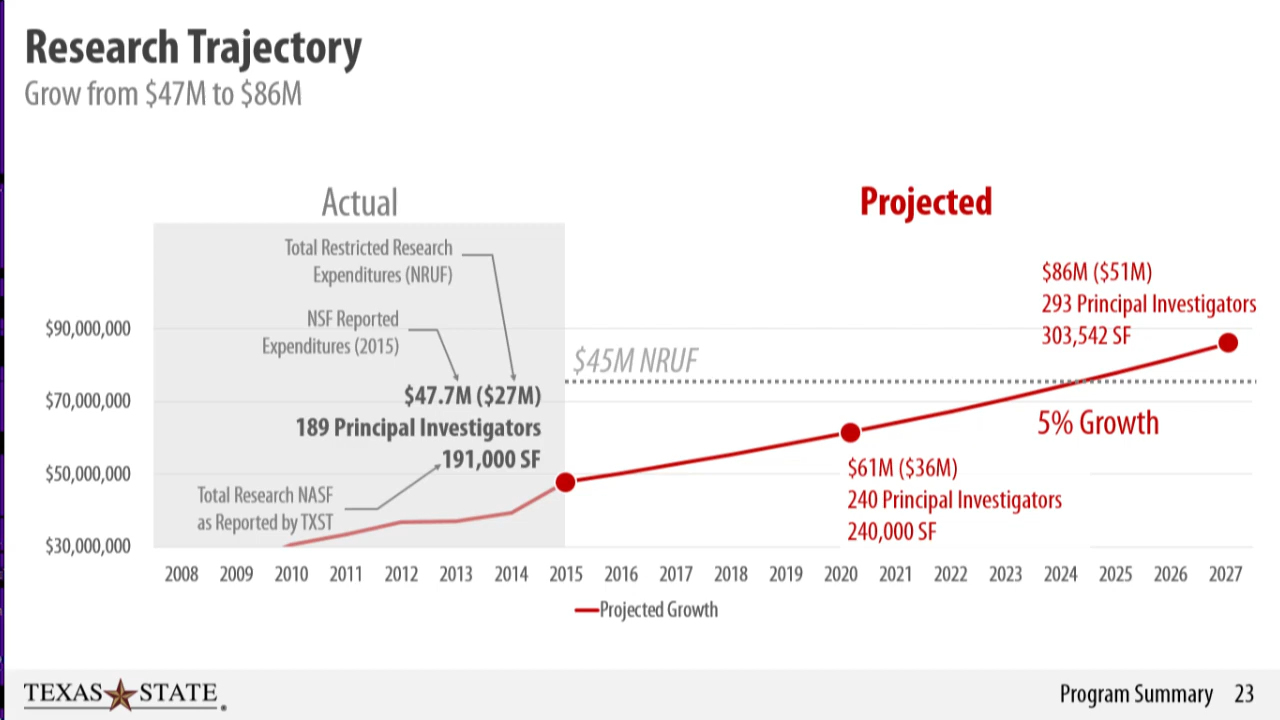 Research Trajectory
Grow from $47M to $86M
Actual
Projected
Total Restricted Research
Expenditures (NRUF)
NSF Reported
Expenditures (2015)
$47.7M ($27M)
189 Principal Investigators
191,000 SF
Total Research NASF
as Reported by TXST
$86M ($51M)
293 Principal Investigators
303,542 SF
$45M NRUF
5% Growth
$61M ($36M)
240 Principal Investigators
240,000 SF
$90,000,000
$70,000,000
$50,000,000
$30,000,000
2008 2009 2010 2011 2012 2013 2014 2015 2016 2017 2018 2019 2020 2021 2022 2023 2024 2025 2026 2027
Projected Growth
TEXAS STATE ®
Program Summary 23